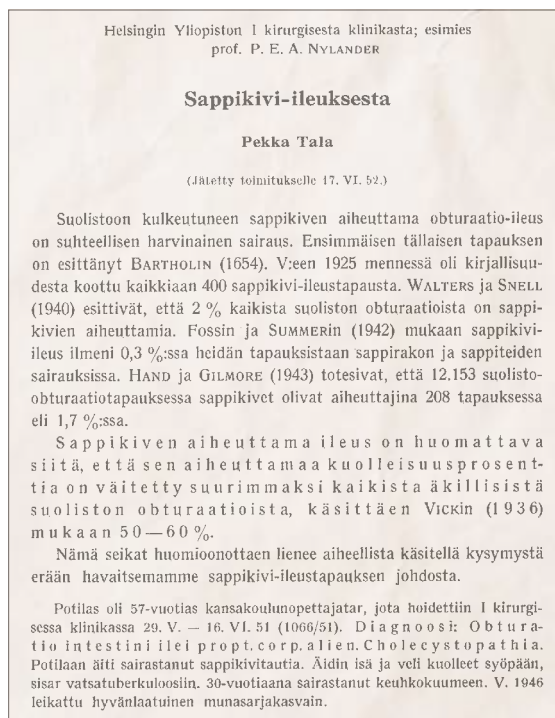 Helsingin Yliopiston I kirurgisesta klinikasta; esimies
prof. P. E. A. NYLANDER
Sappikivi-ileuksesta
Pekka Tala
(Jätetty toimitukselle 17. VI. 52.)
Suolistoon kulkeutuneen sappikiven aiheuttama obturaatio-ileus
on suhteellisen harvinainen sairaus. Ensimmäisen tällaisen tapauksen
on esittänyt BARTHOLIN (1654). V:een 1925 mennessä oli kirjallisuu-
desta koottu kaikkiaan 400 sappikivi-ileustapausta. WALTERS ja SNELL
(1940) esittivät, että 2 % kaikista suoliston obturaatioista on sappi-
kivien aiheuttamia. FOSSIN ja SUMMERIN (1942) mukaan sappikivi-
ileus ilmeni 0,3 %:ssa heidän tapauksistaan sappirakon ja sappiteiden
sairauksissa. HAND ja GILMORE (1943) totesivat, että 12.153 suolisto-
obturaatiotapauksessa sappikivet olivat aiheuttajina 208 tapauksessa
eli 1,7 %:ssa.
Sappikiven aiheuttama ileus on huomattava
siitä, että sen aiheuttamaa kuolleisuusprosent-
tia on väitetty suurimmaksi kaikista äkillisistä
suoliston obturaatioista, käsittäen VICKIN (1936)
mukaan 50—60 %.
Nämä seikat huomioonottaen lienee aiheellista käsitellä kysymystä
erään havaitsemamme sappikivi-ileustapauksen johdosta.
Potilas oli 57-vuotias kansakoulunopettajatar, jota hoidettiin I kirurgi-
sessa klinikassa 29. V. — 16. VI. 51 (1066/51). Diagnoosi: Obtura-
tio intestini ilei propt. corp. alien. Cholecystopathia.
Potilaan äiti sairastanut sappikivitautia. Äidin isä ja veli kuolleet syöpään,
sisar vatsatuberkuloosiin. 30-vuotiaana sairastanut keuhkokuumeen. V. 1946
leikattu hyvänlaatuinen munasarjakasvain.